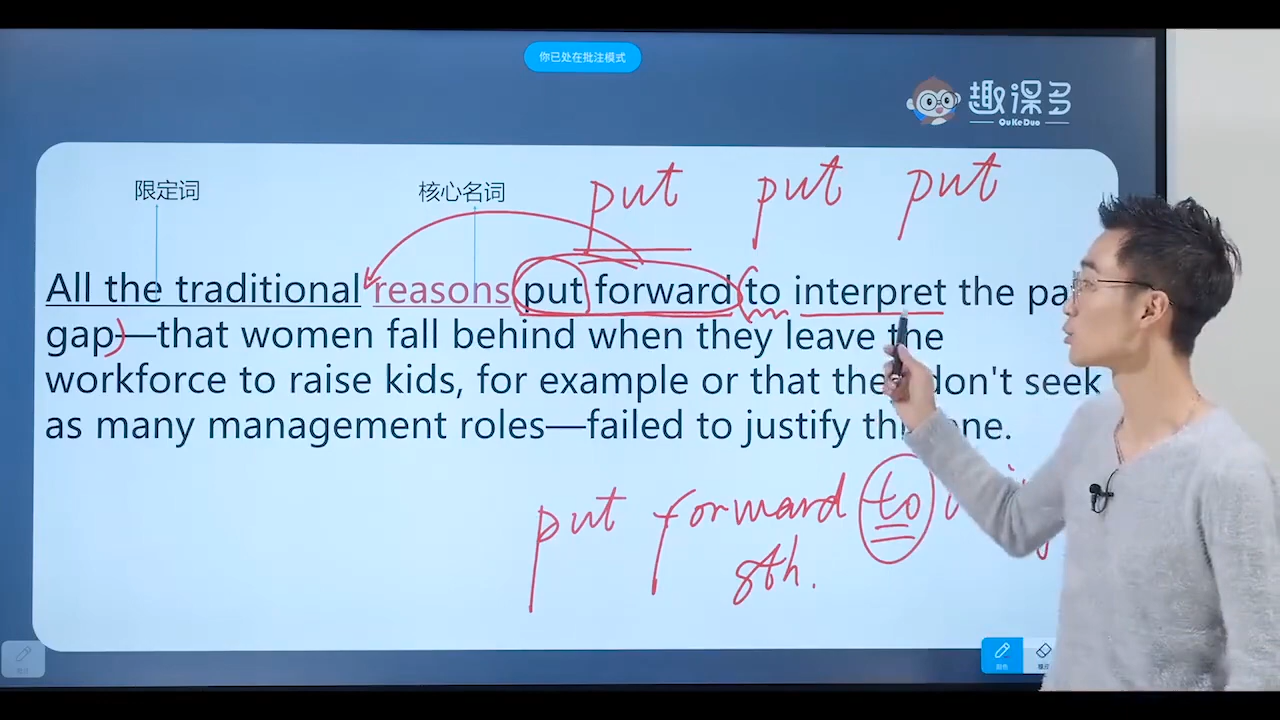 你已处在批注模式
趣课多
QuKeDuo
限定词 核心名词
put put put
All the traditional reasons put forward to interpret the pa
gap—that women fall behind when they leave the
workforce to raise kids, for example or that the don't seek
as many management roles—failed to justify th one.
put forward to
sth.